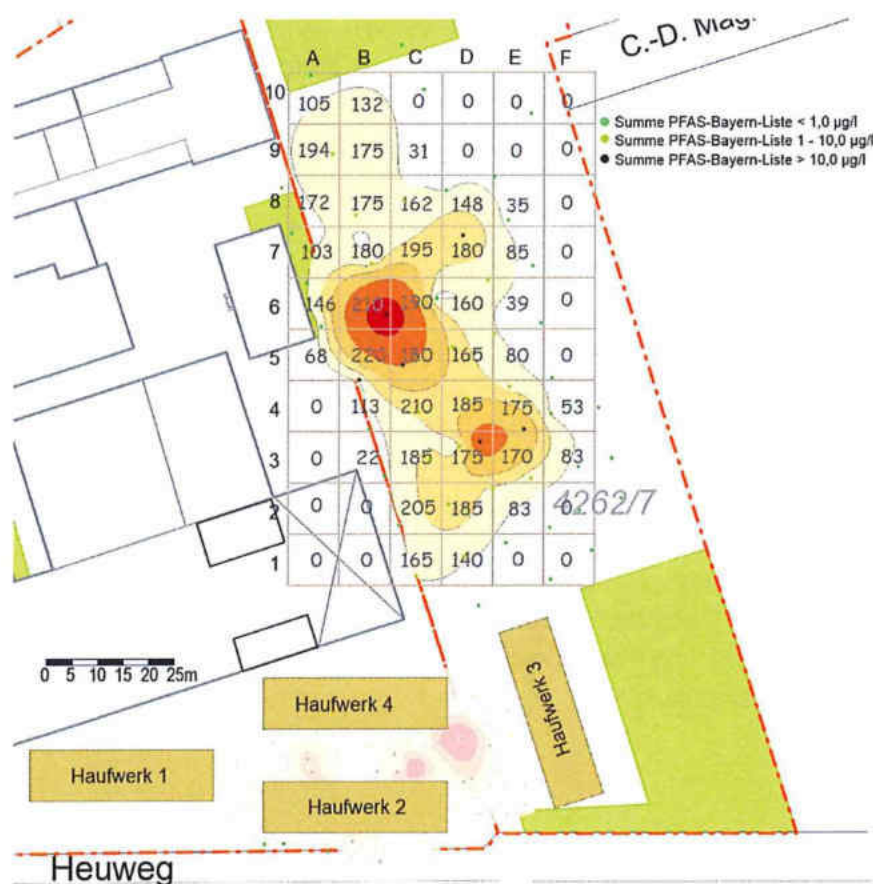 C.-D. Mag.
A B C D E F
10 105 132 0 0 0 0
9 194 175 31 0 0 0
8 172 175 162 148 35 0
7 103 180 195 180 85 0
6 146 210 190 160 39 0
5 68 220 180 165 80 0
4 0 113 210 185 175 53
3 0 22 185 175 170 83
2 0 0 205 185 83 0
1 0 0 165 140 0 0
Summe PFAS-Bayern-Liste < 1,0 µg/l
Summe PFAS-Bayern-Liste 1 - 10,0 µg/l
Summe PFAS-Bayern-Liste > 10,0 µg/l
4262/7
0 5 10 15 20 25m
Haufwerk 3
Haufwerk 4
Haufwerk 1
Haufwerk 2
Heuweg